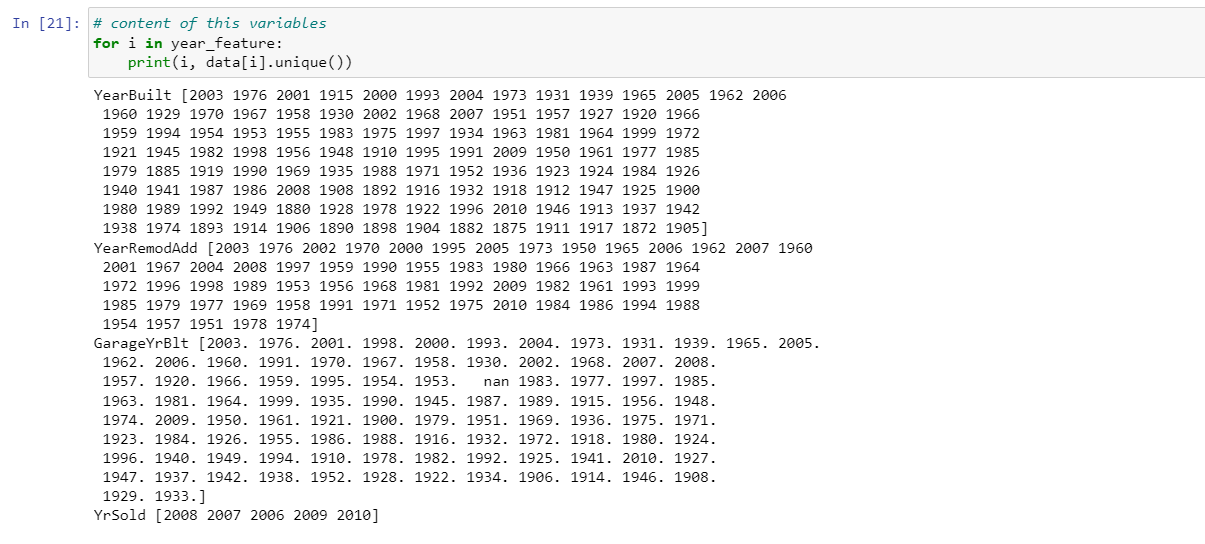 In [21]: # content of this variables
for i in year_feature:
    print(i, data[i].unique())
YearBuilt [2003 1976 2001 1915 2000 1993 2004 1973 1931 1939 1965 2005 1962 2006
 1960 1929 1970 1967 1958 1930 2002 1968 2007 1951 1957 1927 1920 1966
 1959 1994 1954 1953 1955 1983 1975 1997 1934 1963 1981 1964 1999 1972
 1921 1945 1982 1998 1956 1948 1910 1995 1991 2009 1950 1961 1977 1985
 1979 1885 1919 1990 1969 1935 1988 1971 1952 1936 1923 1924 1984 1926
 1940 1941 1987 1986 2008 1908 1892 1916 1932 1918 1912 1947 1925 1900
 1980 1989 1992 1949 1880 1928 1978 1922 1996 2010 1946 1913 1937 1942
 1938 1974 1893 1914 1906 1890 1898 1904 1882 1875 1911 1917 1872 1905]
YearRemodAdd [2003 1976 2002 1970 2000 1995 2005 1973 1950 1965 2006 1962 2007 1960
 2001 1967 2004 2008 1997 1959 1990 1955 1983 1980 1966 1963 1987 1964
 1972 1996 1998 1989 1953 1956 1968 1981 1992 2009 1982 1961 1993 1999
 1985 1979 1977 1969 1958 1991 1971 1952 1975 2010 1984 1986 1994 1988
 1954 1957 1951 1978 1974]
GarageYrBlt [2003. 1976. 2001. 1998. 2000. 1993. 2004. 1973. 1931. 1939. 1965. 2005.
 1962. 2006. 1960. 1991. 1970. 1967. 1958. 1930. 2002. 1968. 2007. 2008.
 1957. 1920. 1966. 1959. 1995. 1954. 1953.   nan 1983. 1977. 1997. 1985.
 1963. 1981. 1964. 1999. 1935. 1990. 1945. 1987. 1989. 1915. 1956. 1948.
 1974. 2009. 1950. 1961. 1921. 1900. 1979. 1951. 1969. 1936. 1975. 1971.
 1923. 1984. 1926. 1955. 1986. 1988. 1916. 1932. 1972. 1918. 1980. 1924.
 1996. 1940. 1949. 1994. 1910. 1978. 1982. 1992. 1925. 1941. 2010. 1927.
 1947. 1937. 1942. 1938. 1952. 1928. 1922. 1934. 1906. 1914. 1946. 1908.
 1929. 1933.]
YrSold [2008 2007 2006 2009 2010]